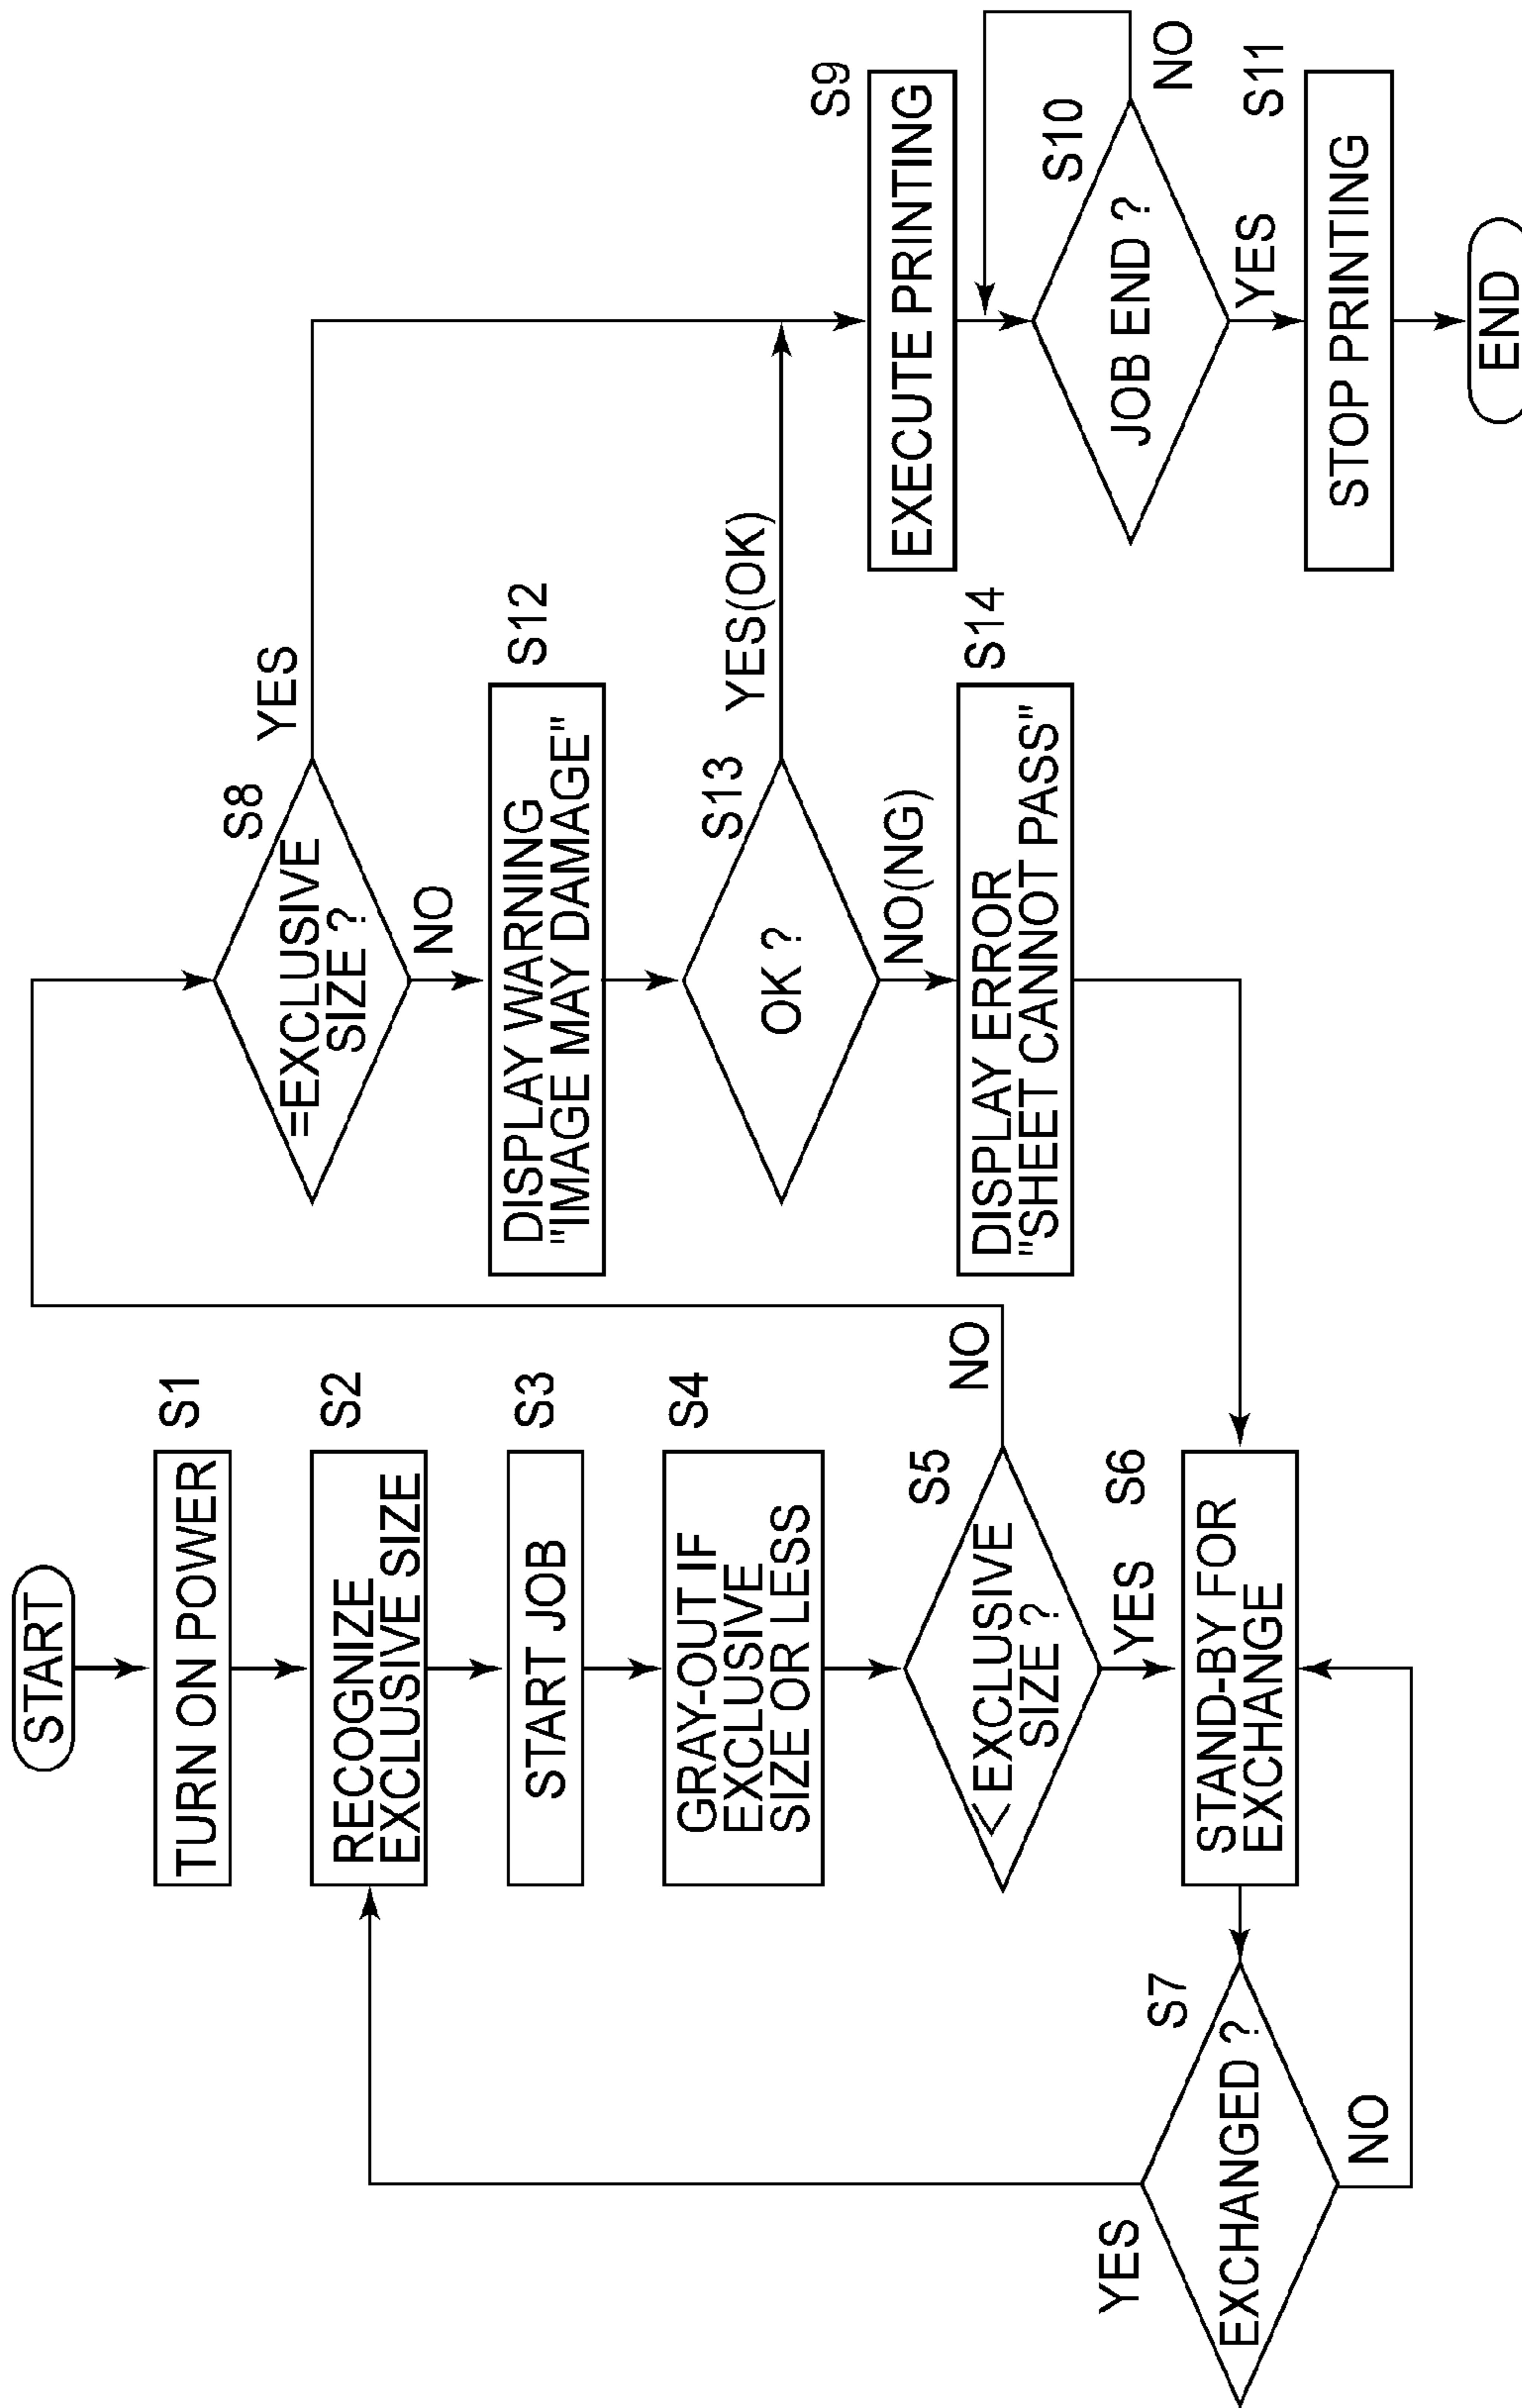 START
TURN ON POWER
S1
RECOGNIZE
EXCLUSIVE SIZE
S2
START JOB
S3
GRAY-OUT IF
EXCLUSIVE
SIZE OR LESS
S4
<EXCLUSIVE
SIZE ?
S5
NO
YES
STAND-BY FOR
EXCHANGE
S6
EXCHANGED ?
S7
YES
NO
=EXCLUSIVE
SIZE ?
S8
YES
NO
DISPLAY WARNING
"IMAGE MAY DAMAGE"
S12
OK ?
S13
YES(OK)
NO(NG)
DISPLAY ERROR
"SHEET CANNOT PASS"
S14
EXECUTE PRINTING
S9
JOB END ?
S10
NO
YES
STOP PRINTING
S11
END